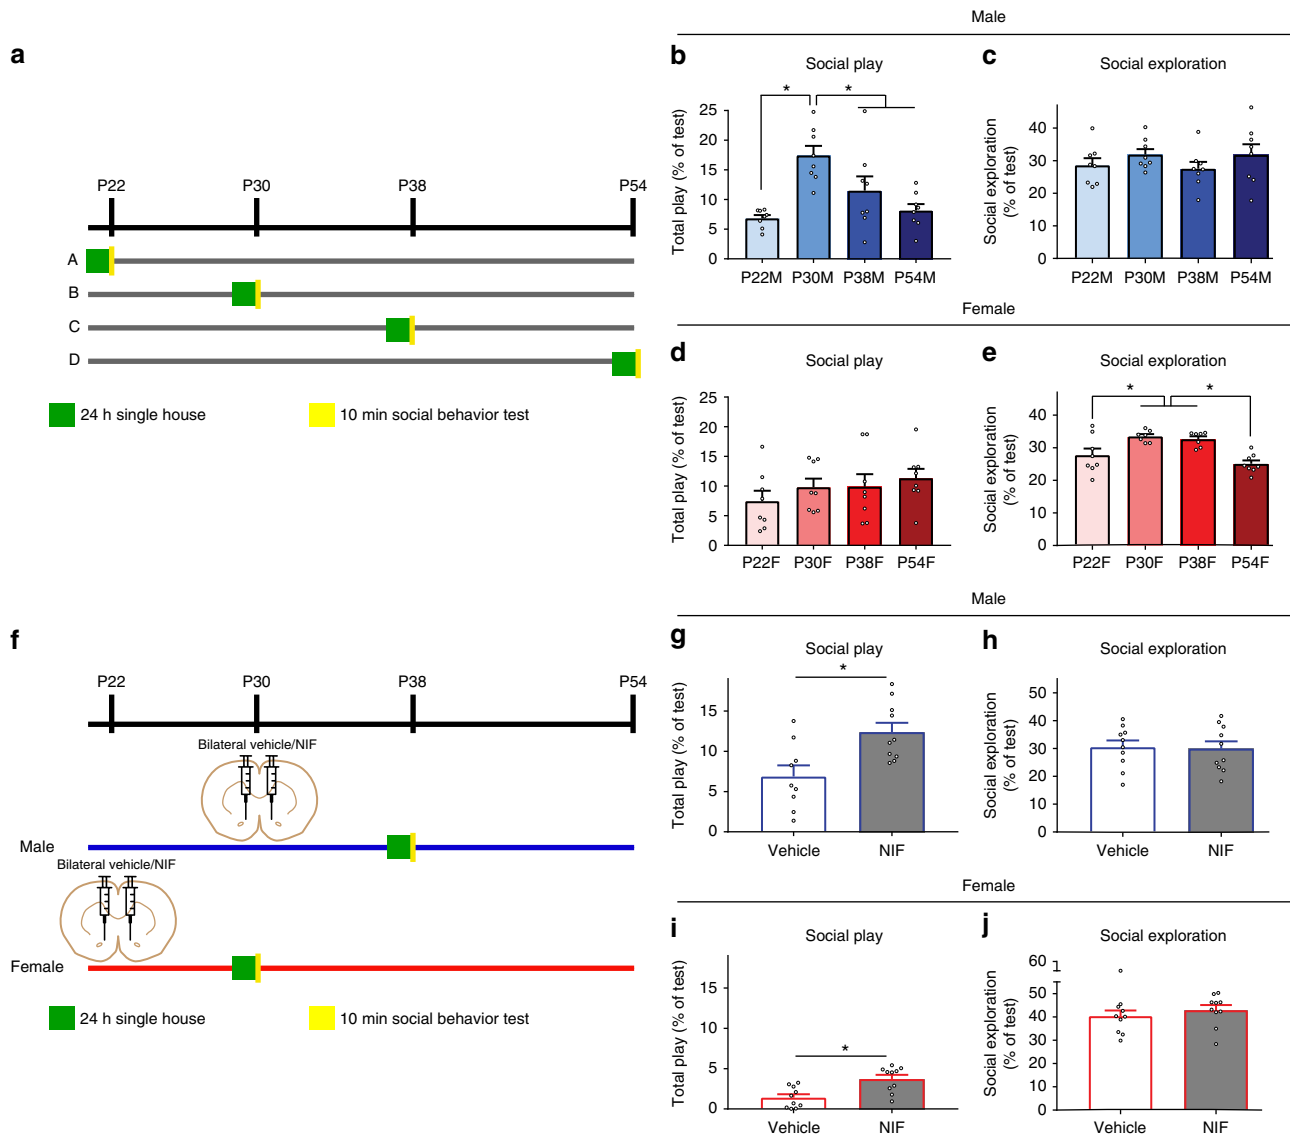 a
P22 P30 P38 P54
A
B
C
D
24 h single house
10 min social behavior test
Male
b
Social play
Total play (% of test)
25
20
15
10
5
0
* *
P22M P30M P38M P54M
c
Social exploration
Social exploration
(% of test)
40
30
20
10
0
P22M P30M P38M P54M
Female
d
Social play
Total play (% of test)
25
20
15
10
5
0
P22F P30F P38F P54F
e
Social exploration
Social exploration
(% of test)
40
30
20
10
0
* *
P22F P30F P38F P54F
f
P22 P30 P38 P54
Bilateral vehicle/NIF
Male
Bilateral vehicle/NIF
Female
24 h single house
10 min social behavior test
Male
g
Social play
Total play (% of test)
15
10
5
0
*
Vehicle NIF
h
Social exploration
Social exploration
(% of test)
50
40
30
20
10
0
Vehicle NIF
Female
i
Social play
Total play (% of test)
15
10
5
0
*
Vehicle NIF
j
Social exploration
Social exploration
(% of test)
60
50
40
30
20
10
0
Vehicle NIF